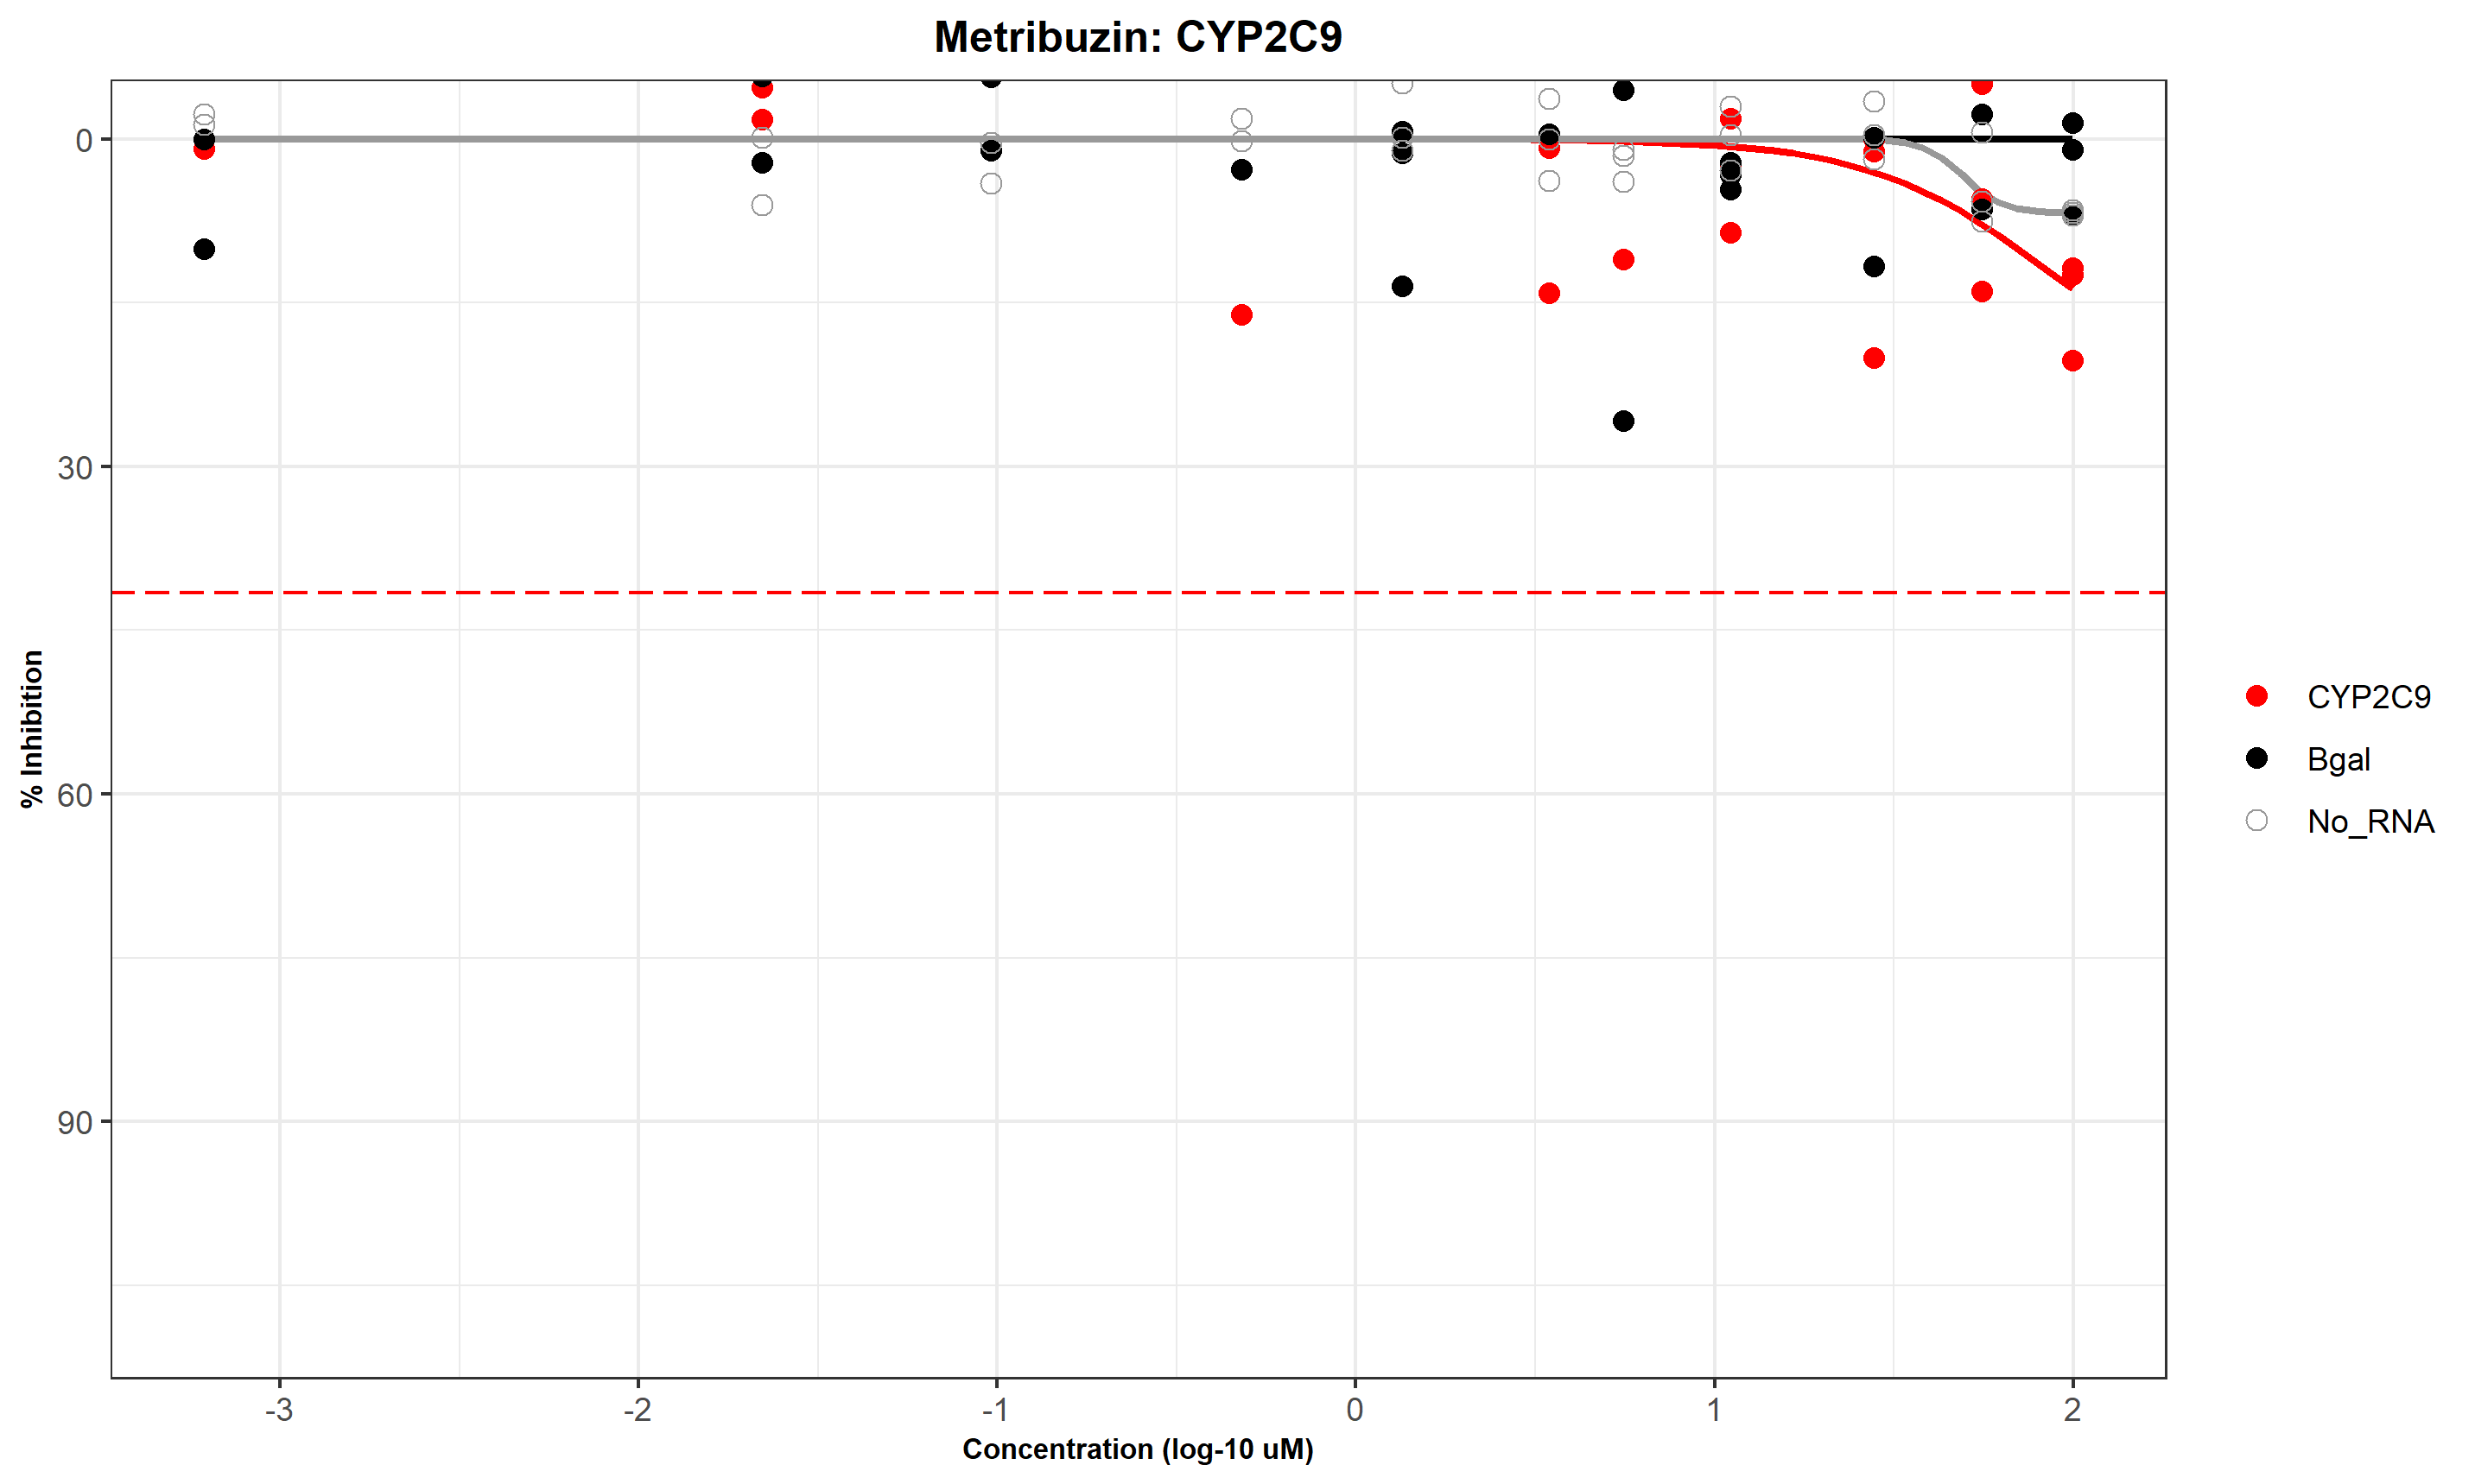 Metribuzin: CYP2C9
0
30
60
90
% Inhibition
-3
-2
-1
0
1
2
Concentration (log-10 uM)
CYP2C9
Bgal
No_RNA